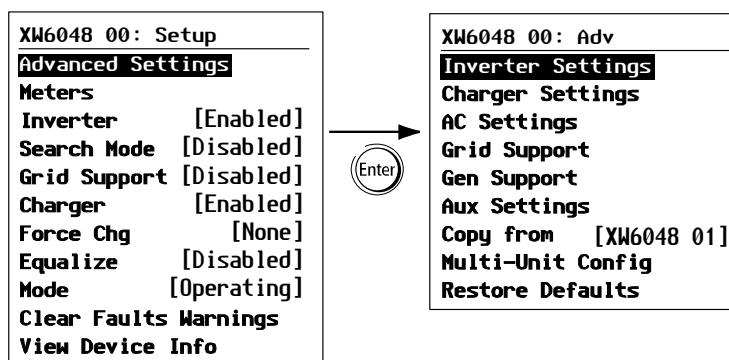 XW6048 00: Setup
Advanced Settings
Meters
Inverter [Enabled]
Search Mode [Disabled]
Grid Support [Disabled]
Charger [Enabled]
Force Chg [None]
Equalize [Disabled]
Mode [Operating]
Clear Faults Warnings
View Device Info
Enter
XW6048 00: Adv
Inverter Settings
Charger Settings
AC Settings
Grid Support
Gen Support
Aux Settings
Copy from [XW6048 01]
Multi-Unit Config
Restore Defaults